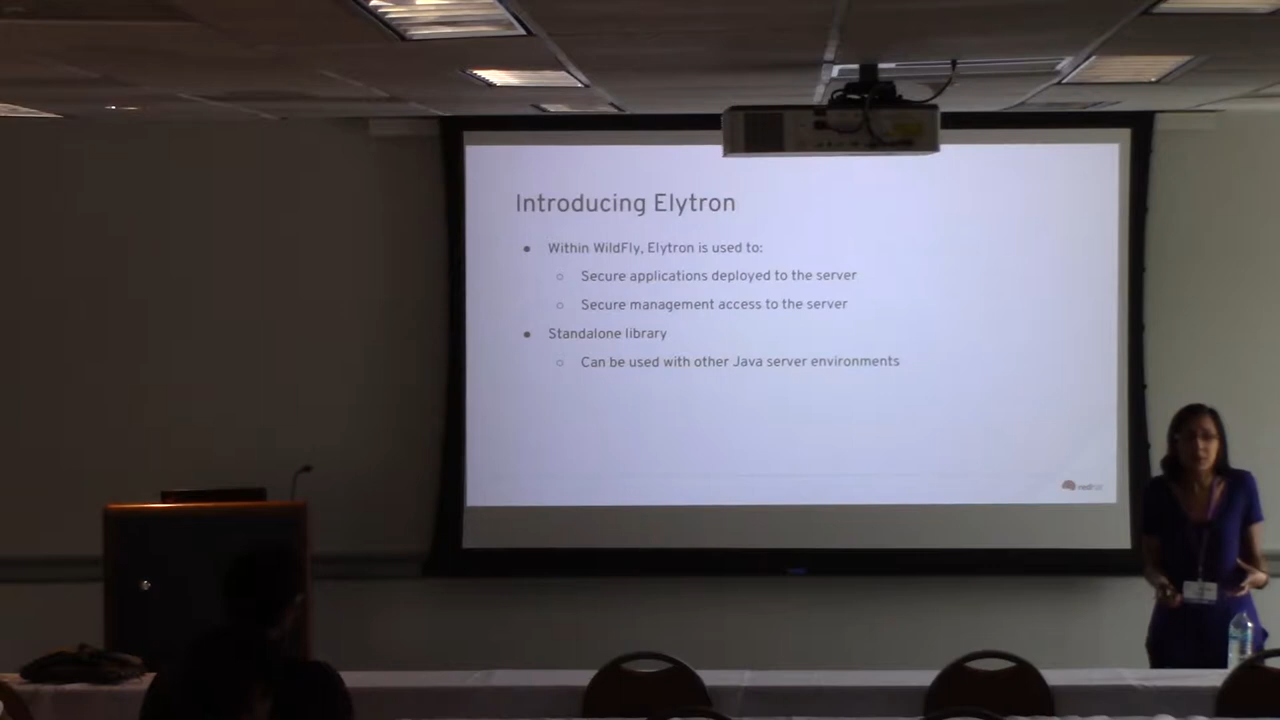 Introducing Elytron
● Within WildFly, Elytron is used to:
○ Secure applications deployed to the server
○ Secure management access to the server
● Standalone library
○ Can be used with other Java server environments
redhat